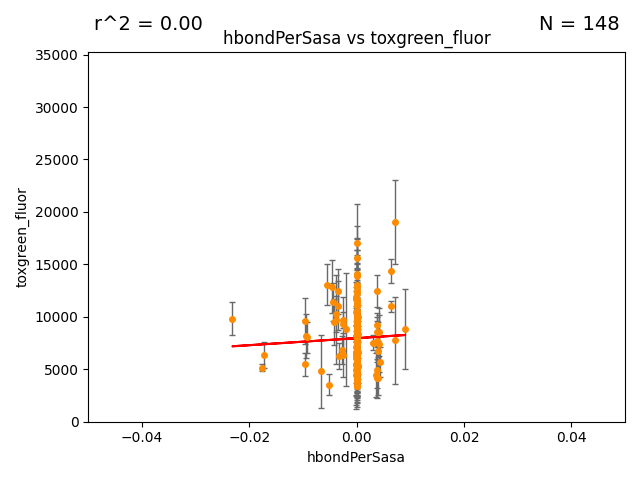 r^2 = 0.00
N = 148
hbondPerSasa vs toxgreen_fluor
35000
30000
25000
20000
15000
10000
5000
0
toxgreen_fluor
−0.04
−0.02
0.00
0.02
0.04
hbondPerSasa